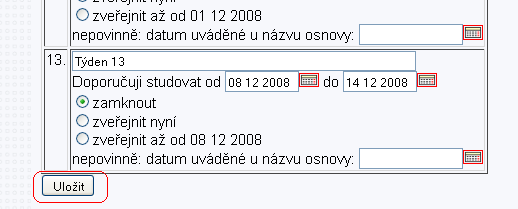 zveřejnit nyní
zveřejnit až od 01 12 2008
nepovinně: datum uváděné u názvu osnovy:
13. Týden 13
Doporučuji studovat od 08 12 2008 do 14 12 2008
zamknout
zveřejnit nyní
zveřejnit až od 08 12 2008
nepovinně: datum uváděné u názvu osnovy:
Uložit